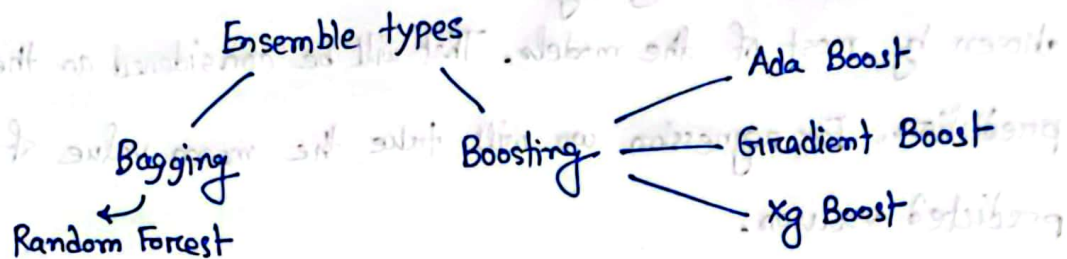 Ensemble types
Ada Boost
Bagging
Boosting
Gradient Boost
Random Forest
Xg Boost